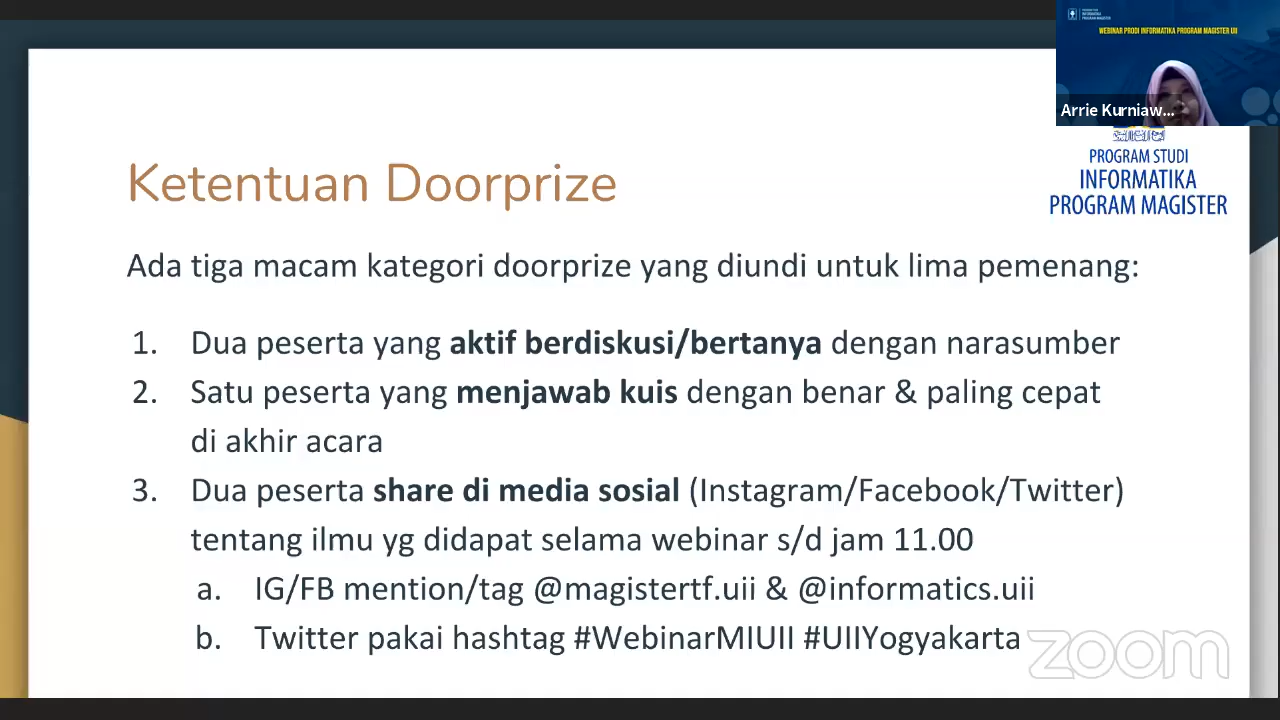 WEBINAR PRODI INFORMATIKA PROGRAM MAGISTER UII
Arrie Kurniaw...
PROGRAM STUDI
INFORMATIKA
PROGRAM MAGISTER
Ketentuan Doorprize
Ada tiga macam kategori doorprize yang diundi untuk lima pemenang:
1. Dua peserta yang aktif berdiskusi/bertanya dengan narasumber
2. Satu peserta yang menjawab kuis dengan benar & paling cepat
di akhir acara
3. Dua peserta share di media sosial (Instagram/Facebook/Twitter)
tentang ilmu yg didapat selama webinar s/d jam 11.00
a. IG/FB mention/tag @magistertf.uii & @informatics.uii
b. Twitter pakai hashtag #WebinarMIUII #UIIYogyakarta
zoom